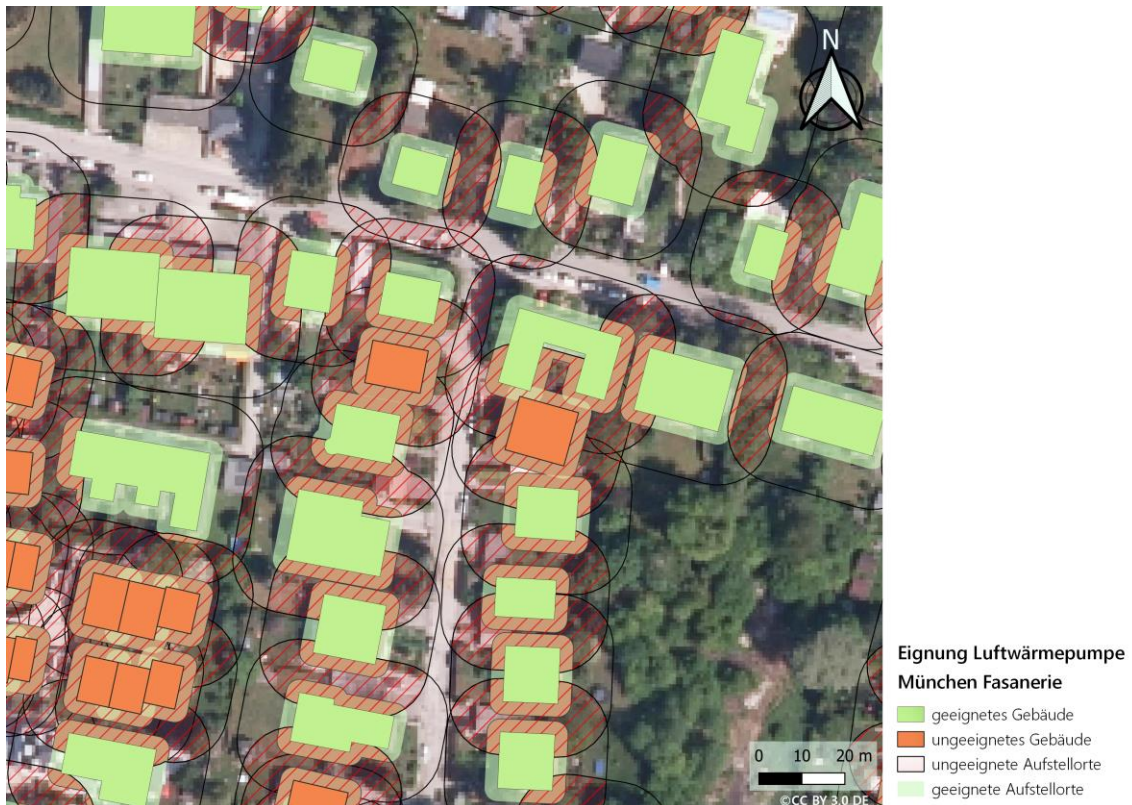 N
Eignung Luftwärmepumpe
München Fasanerie
geeignetes Gebäude
ungeeignetes Gebäude
ungeeignete Aufstellorte
geeignete Aufstellorte
0 10 20 m
©CC BY 3.0 DE